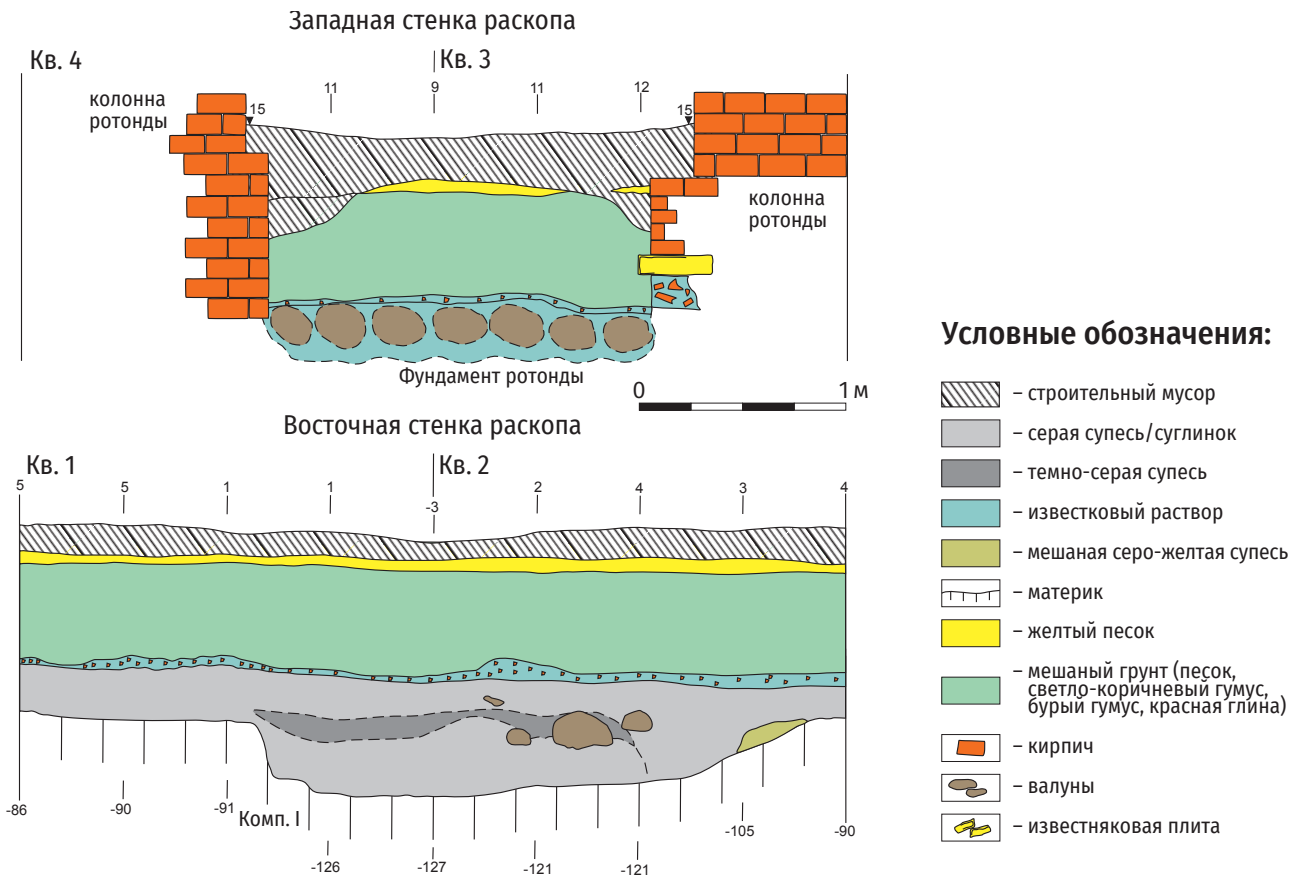 Западная стенка раскопа
Кв. 4
Кв. 3
колонна
ротонды
15
11
9
11
12
15
колонна
ротонды
Фундамент ротонды
0
1 м
Восточная стенка раскопа
Кв. 1
Кв. 2
5
5
1
1
-3
2
4
3
4
-86
-90
-91
Комп. I
-126
-127
-121
-121
-105
-90
Условные обозначения:
– строительный мусор
– серая супесь/суглинок
– темно-серая супесь
– известковый раствор
– мешаная серо-желтая супесь
– материк
– желтый песок
– мешаный грунт (песок,
светло-коричневый гумус,
бурый гумус, красная глина)
– кирпич
– валуны
– известняковая плита